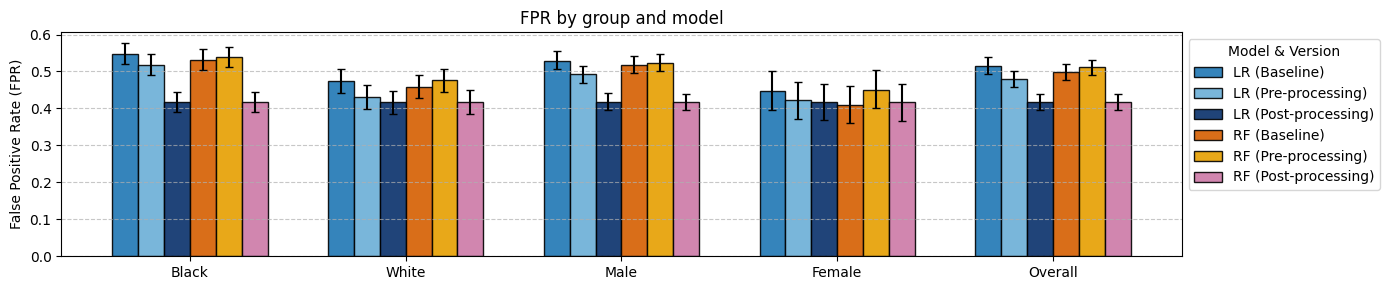 FPR by group and model
False Positive Rate (FPR)
0.6
0.5
0.4
0.3
0.2
0.1
0.0
Black
White
Male
Female
Overall
Model & Version
LR (Baseline)
LR (Pre-processing)
LR (Post-processing)
RF (Baseline)
RF (Pre-processing)
RF (Post-processing)